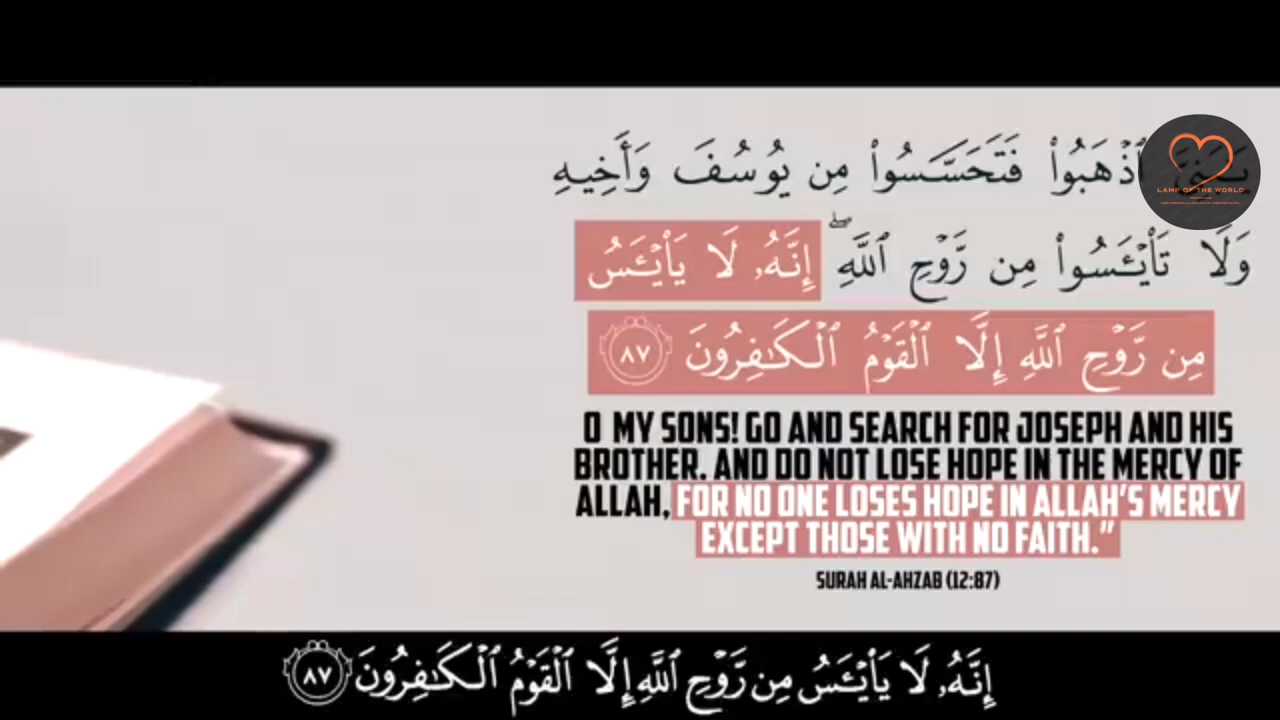 يَـٰبَنِىَّ ٱذْهَبُوا۟ فَتَحَسَّسُوا۟ مِن يُوسُفَ وَأَخِيهِ
LAMP OF THE WORLD
وَلَا تَا۟يْـَٔسُوا۟ مِن رَّوْحِ ٱللَّهِ ۖ إِنَّهُۥ لَا يَا۟يْـَٔسُ
مِن رَّوْحِ ٱللَّهِ إِلَّا ٱلْقَوْمُ ٱلْكَـٰفِرُونَ ٨٧
O MY SONS! GO AND SEARCH FOR JOSEPH AND HIS
BROTHER. AND DO NOT LOSE HOPE IN THE MERCY OF
ALLAH, FOR NO ONE LOSES HOPE IN ALLAH'S MERCY
EXCEPT THOSE WITH NO FAITH."
SURAH AL-AHZAB (12:87)
إِنَّهُۥ لَا يَا۟يْـَٔسُ مِن رَّوْحِ ٱللَّهِ إِلَّا ٱلْقَوْمُ ٱلْكَـٰفِرُونَ ٨٧